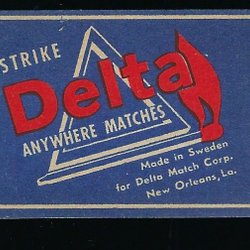 STRIKE
Delta
ANYWHERE MATCHES
Made in Sweden
for Delta Match Corp.
New Orleans, La.